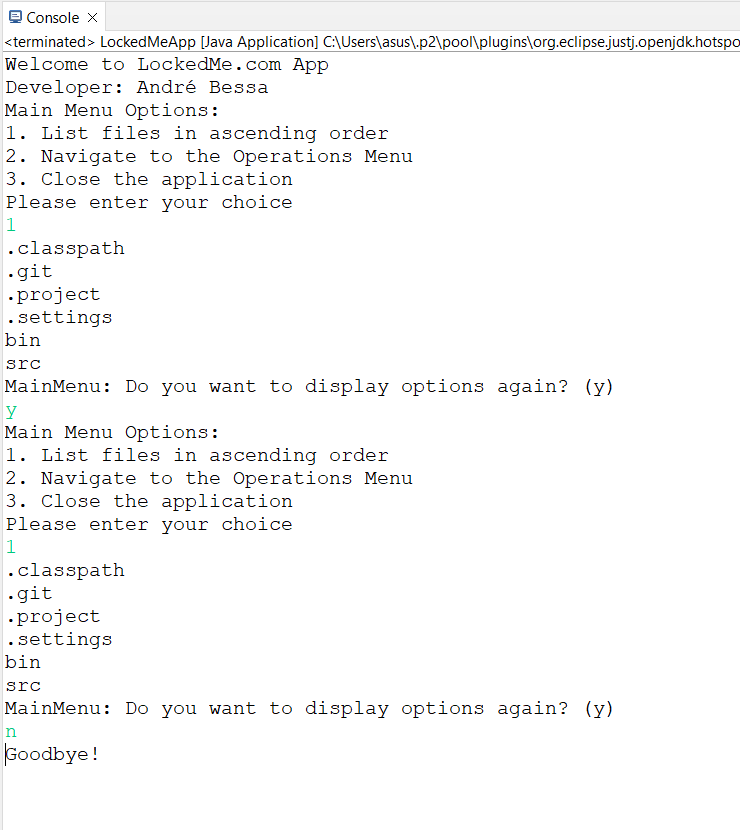 Console
<terminated> LockedMeApp [Java Application] C:\Users\asus\.p2\pool\plugins\org.eclipse.justj.openjdk.hotspo
Welcome to LockedMe.com App
Developer: André Bessa
Main Menu Options:
1. List files in ascending order
2. Navigate to the Operations Menu
3. Close the application
Please enter your choice
1
.classpath
.git
.project
.settings
bin
src
MainMenu: Do you want to display options again? (y)
y
Main Menu Options:
1. List files in ascending order
2. Navigate to the Operations Menu
3. Close the application
Please enter your choice
1
.classpath
.git
.project
.settings
bin
src
MainMenu: Do you want to display options again? (y)
n
Goodbye!